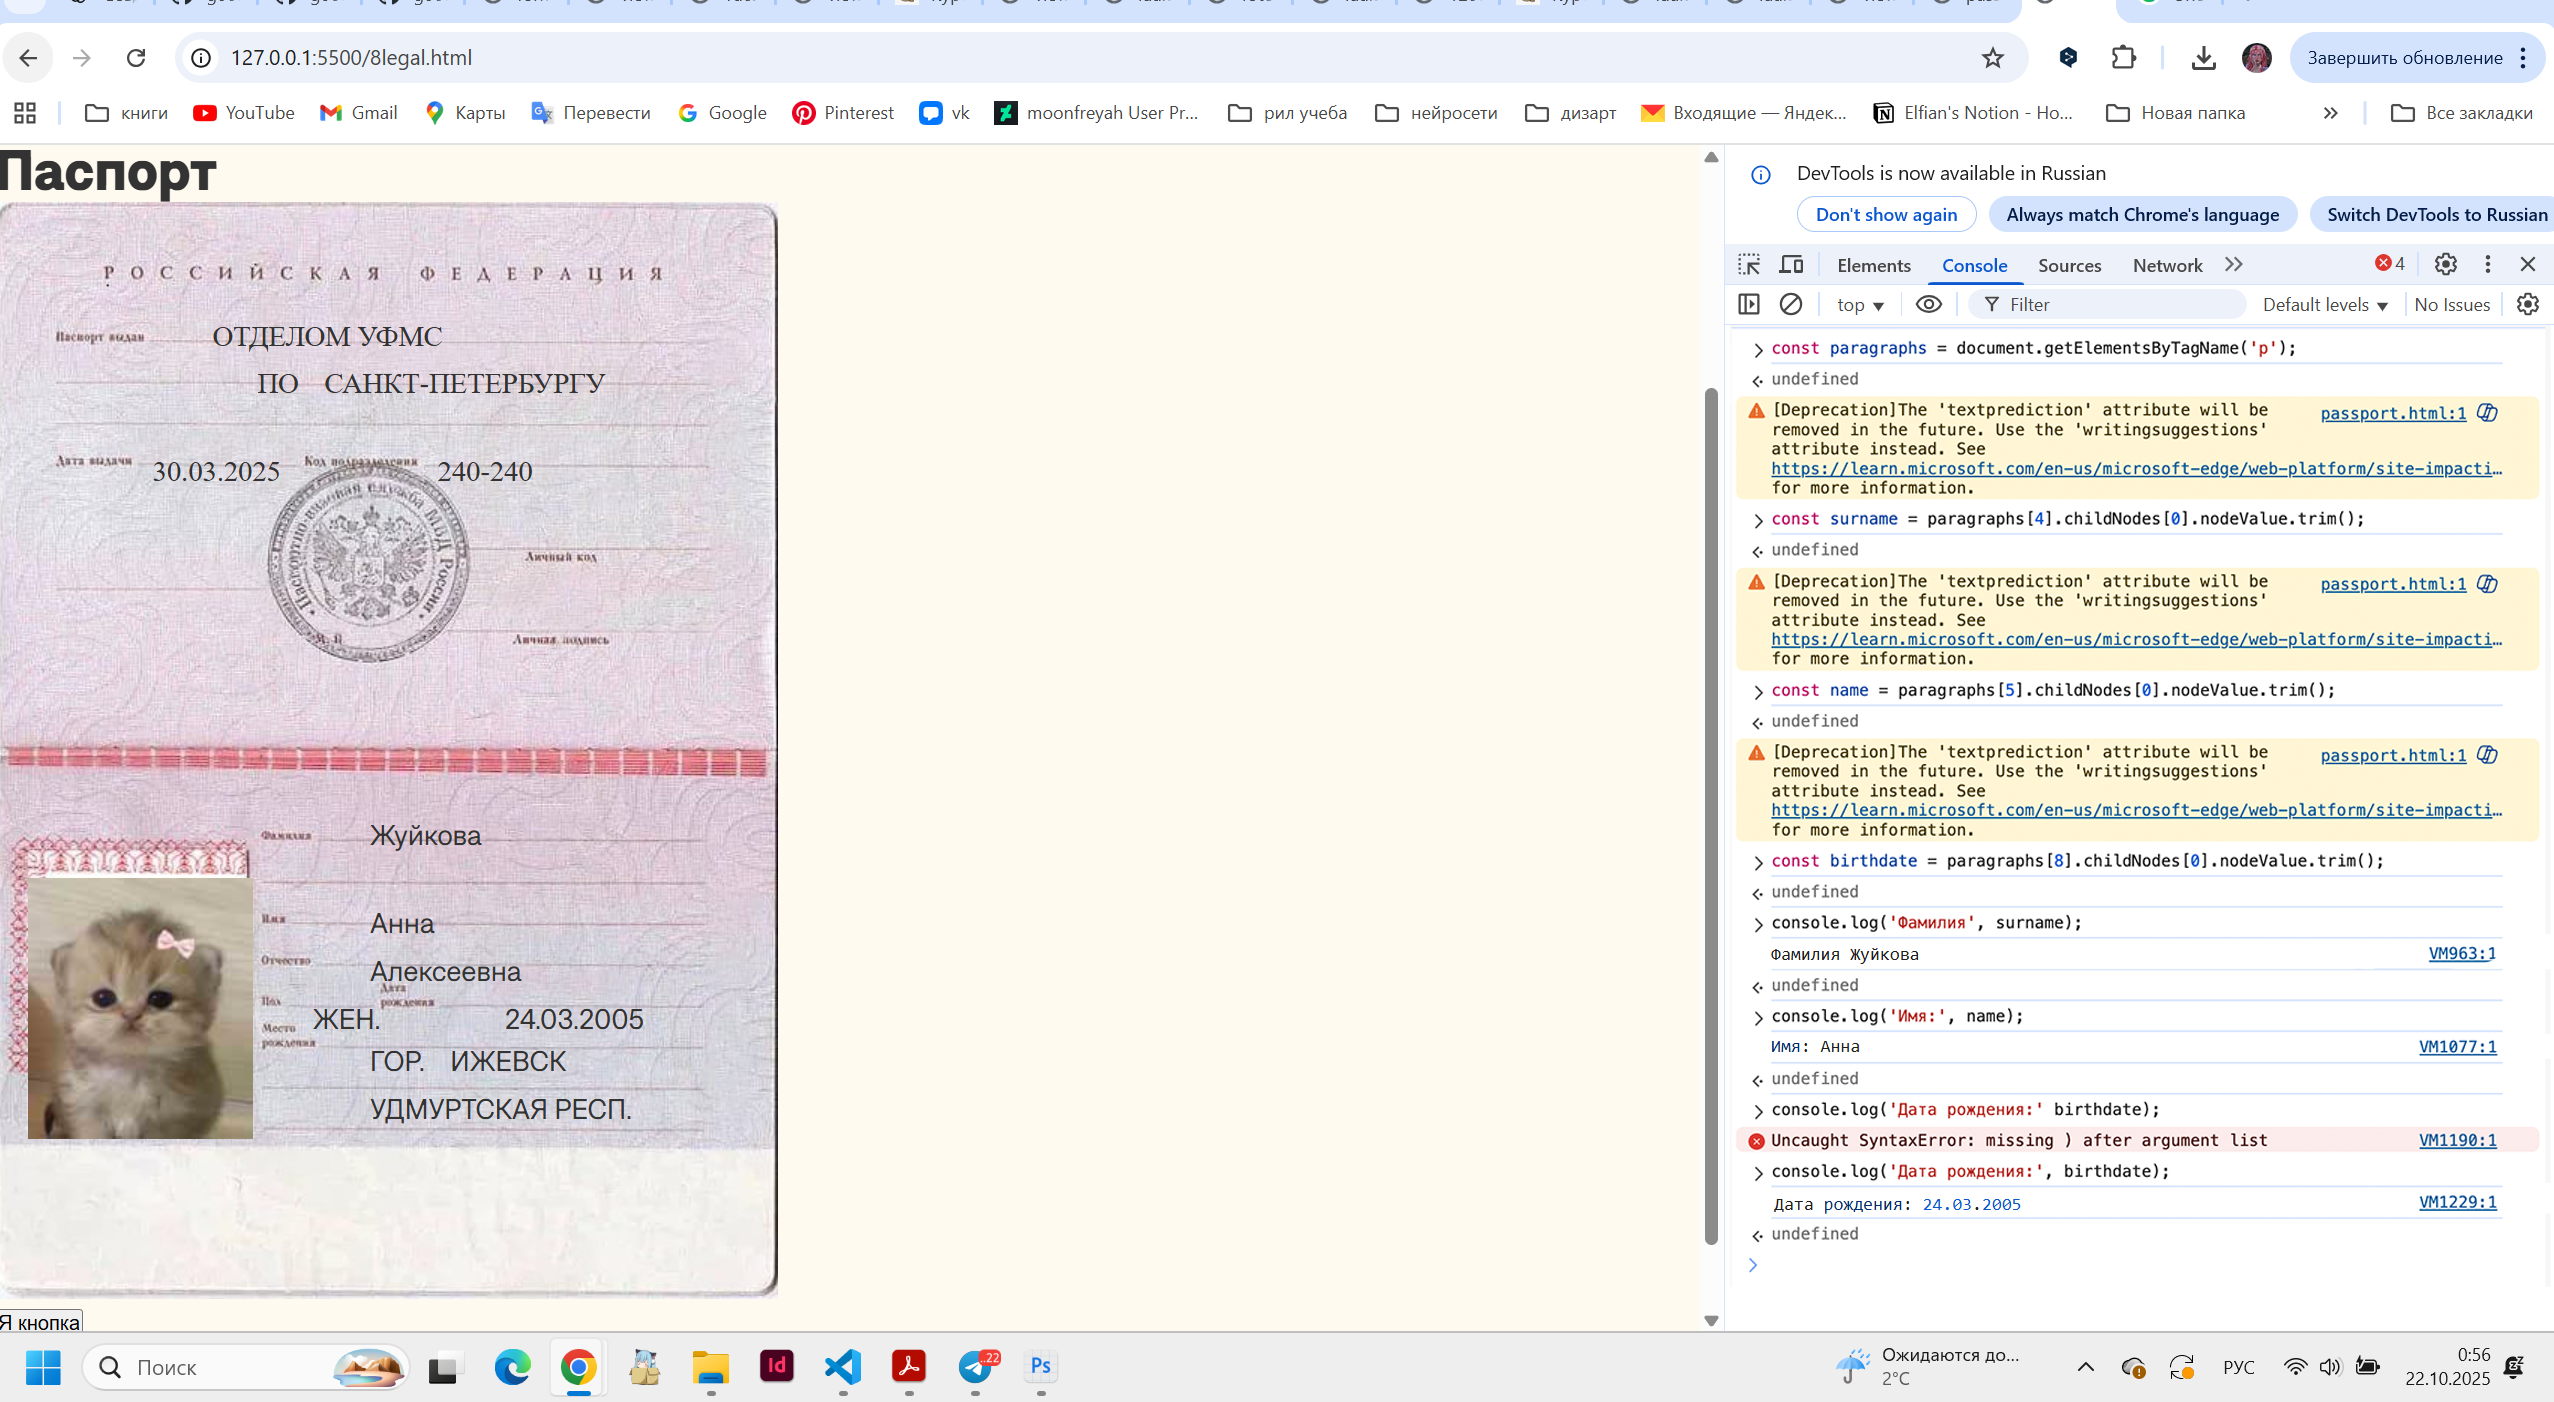 127.0.0.1:5500/8legal.html
Завершить обновление
книги
YouTube
Gmail
Карты
Перевести
Google
Pinterest
vk
moonfreyah User Pr...
рил учеба
нейросети
дизарт
Входящие — Яндек...
Elfian's Notion - Ho...
Новая папка
»
Все закладки
Паспорт
РОССИЙСКАЯ ФЕДЕРАЦИЯ
Паспорт выдан ОТДЕЛОМ УФМС
ПО САНКТ-ПЕТЕРБУРГУ
Дата выдачи 30.03.2025 Код подразделения 240-240
Паспортно-визовая служба МВД России
Личный код
М. П.
Личная подпись
Фамилия Жуйкова
Имя Анна
Отчество Алексеевна
Пол ЖЕН. Дата рождения 24.03.2005
Место рождения ГОР. ИЖЕВСК
УДМУРТСКАЯ РЕСП.
Я кнопка
DevTools is now available in Russian
Don't show again
Always match Chrome's language
Switch DevTools to Russian
Elements
Console
Sources
Network
4
top
Filter
Default levels
No Issues
const paragraphs = document.getElementsByTagName('p');
undefined
[Deprecation]The 'textprediction' attribute will be passport.html:1
removed in the future. Use the 'writingsuggestions'
attribute instead. See
https://learn.microsoft.com/en-us/microsoft-edge/web-platform/site-impacti…
for more information.
const surname = paragraphs[4].childNodes[0].nodeValue.trim();
undefined
[Deprecation]The 'textprediction' attribute will be passport.html:1
removed in the future. Use the 'writingsuggestions'
attribute instead. See
https://learn.microsoft.com/en-us/microsoft-edge/web-platform/site-impacti…
for more information.
const name = paragraphs[5].childNodes[0].nodeValue.trim();
undefined
[Deprecation]The 'textprediction' attribute will be passport.html:1
removed in the future. Use the 'writingsuggestions'
attribute instead. See
https://learn.microsoft.com/en-us/microsoft-edge/web-platform/site-impacti…
for more information.
const birthdate = paragraphs[8].childNodes[0].nodeValue.trim();
undefined
console.log('Фамилия', surname);
Фамилия Жуйкова VM963:1
undefined
console.log('Имя:', name);
Имя: Анна VM1077:1
undefined
console.log('Дата рождения:' birthdate);
Uncaught SyntaxError: missing ) after argument list VM1190:1
console.log('Дата рождения:', birthdate);
Дата рождения: 24.03.2005 VM1229:1
undefined
Поиск
Id
Ps
..22
Ожидаются до...
2°C
РУС
0:56
22.10.2025